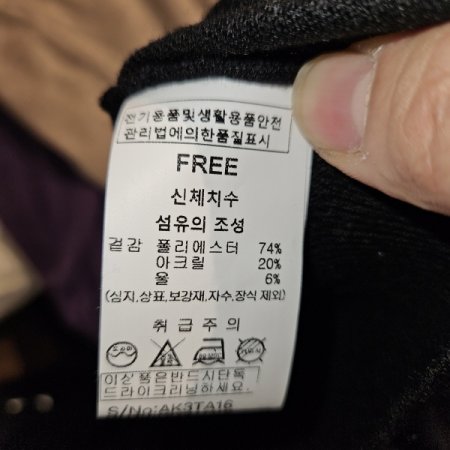 전기용품및생활용품안전
관리법에의한품질표시
FREE
신체치수
섬유의 조성
겉감 폴리에스터 74%
아크릴 20%
울 6%
(심지,상표,보강재,자수,장식 제외)
취급주의
이상품은반드시단독
드라이크리닝하세요.
S/No:AK3TA16